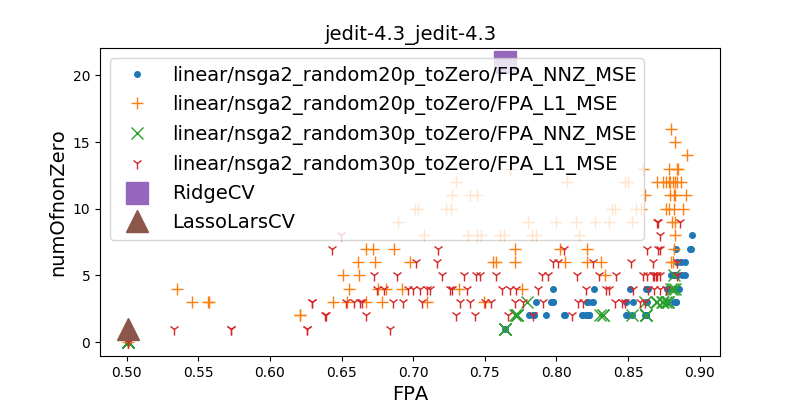 jedit-4.3_jedit-4.3
linear/nsga2_random20p_toZero/FPA_NNZ_MSE
linear/nsga2_random20p_toZero/FPA_L1_MSE
linear/nsga2_random30p_toZero/FPA_NNZ_MSE
linear/nsga2_random30p_toZero/FPA_L1_MSE
RidgeCV
LassoLarsCV
numOfnonZero
20
15
10
5
0
0.50 0.55 0.60 0.65 0.70 0.75 0.80 0.85 0.90
FPA